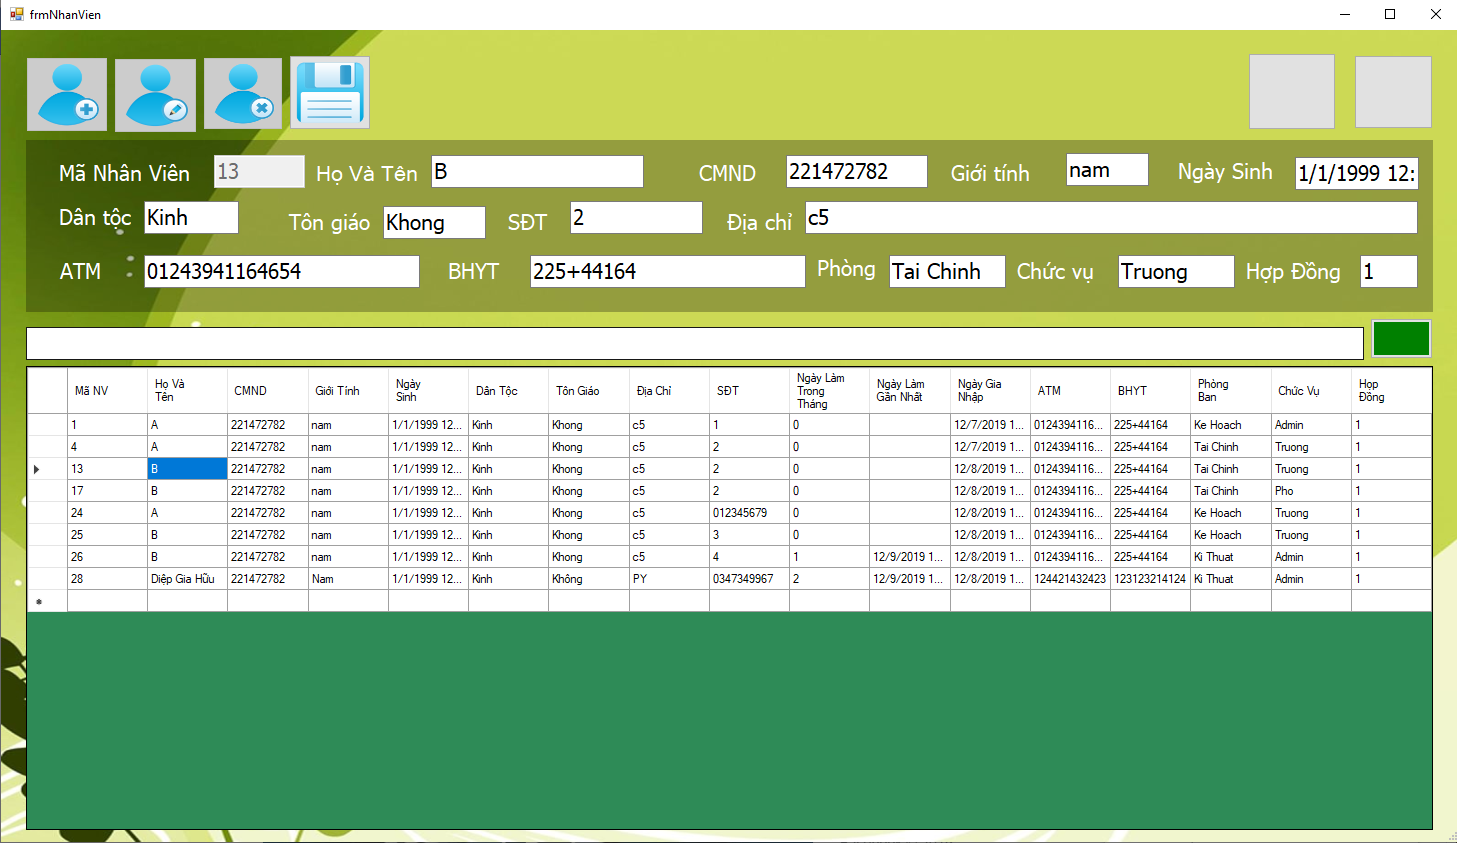 frmNhanVien
Mã Nhân Viên 13 Họ Và Tên B CMND 221472782 Giới tính nam Ngày Sinh 1/1/1999 12:
Dân tộc Kinh Tôn giáo Khong SĐT 2 Địa chỉ c5
ATM 01243941164654 BHYT 225+44164 Phòng Tai Chinh Chức vụ Truong Hợp Đồng 1
Mã NV Họ Và Tên CMND Giới Tính Ngày Sinh Dân Tộc Tôn Giáo Địa Chỉ SĐT Ngày Làm Trong Tháng Ngày Làm Gần Nhất Ngày Gia Nhập ATM BHYT Phòng Ban Chức Vụ Hợp Đồng
1 A 221472782 nam 1/1/1999 12... Kinh Khong c5 1 0 12/7/2019 1... 0124394116... 225+44164 Ke Hoach Admin 1
4 A 221472782 nam 1/1/1999 12... Kinh Khong c5 2 0 12/7/2019 1... 0124394116... 225+44164 Tai Chinh Truong 1
13 B 221472782 nam 1/1/1999 12... Kinh Khong c5 2 0 12/8/2019 1... 0124394116... 225+44164 Tai Chinh Truong 1
17 B 221472782 nam 1/1/1999 12... Kinh Khong c5 2 0 12/8/2019 1... 0124394116... 225+44164 Tai Chinh Pho 1
24 A 221472782 nam 1/1/1999 12... Kinh Khong c5 012345679 0 12/8/2019 1... 0124394116... 225+44164 Ke Hoach Truong 1
25 B 221472782 nam 1/1/1999 12... Kinh Khong c5 3 0 12/8/2019 1... 0124394116... 225+44164 Ke Hoach Truong 1
26 B 221472782 nam 1/1/1999 12... Kinh Khong c5 4 1 12/9/2019 1... 12/8/2019 1... 0124394116... 225+44164 Ki Thuat Admin 1
28 Diệp Gia Hữu 221472782 Nam 1/1/1999 12... Kinh Không PY 0347349967 2 12/9/2019 1... 12/8/2019 1... 124421432423 123123214124 Ki Thuat Admin 1